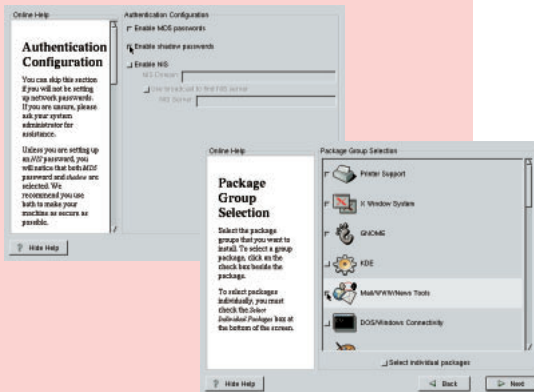 Online Help
Authentication
Configuration
You can skip this section
if you will not be setting
up network passwords.
If you are unsure, please
ask your system
administrator for
assistance.
Unless you are setting up
an NIS password, you
will notice that both MD5
password and shadow are
selected. We
recommend you use
both to make your
machine as secure as
possible.
Hide Help
Authentication Configuration
Enable MD5 passwords
Enable shadow passwords
Enable NIS
NIS Domain:
Use broadcast to find NIS server
NIS Server:
Online Help
Package
Group
Selection
Select the package
groups that you want to
install. To select a group
package, click on the
check box beside the
package.
To select packages
individually, you must
check the Select
Individual Packages box at
the bottom of the screen.
Hide Help
Package Group Selection
Printer Support
X Window System
GNOME
KDE
Mail/WWW/News Tools
DOS/Windows Connectivity
Select individual packages
Back
Next